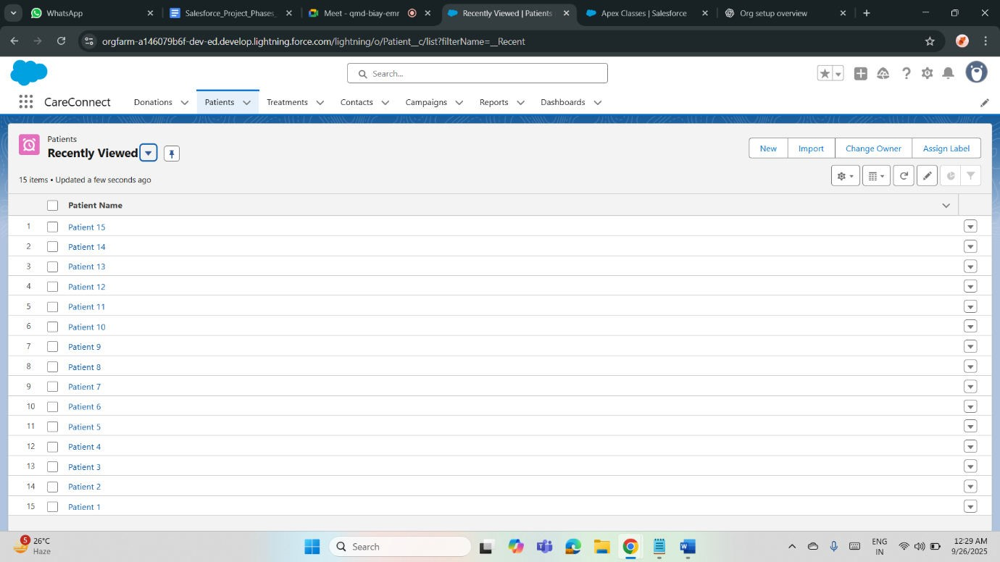 WhatsApp
Salesforce_Project_Phases_
Meet - qmd-biay-emr
Recently Viewed | Patients
Apex Classes | Salesforce
Org setup overview
orgfarm-a146079b6f-dev-ed.develop.lightning.force.com/lightning/o/Patient__c/list?filterName=__Recent
Search...
CareConnect
Donations
Patients
Treatments
Contacts
Campaigns
Reports
Dashboards
Patients
Recently Viewed
New
Import
Change Owner
Assign Label
15 items • Updated a few seconds ago
Patient Name
1 Patient 15
2 Patient 14
3 Patient 13
4 Patient 12
5 Patient 11
6 Patient 10
7 Patient 9
8 Patient 8
9 Patient 7
10 Patient 6
11 Patient 5
12 Patient 4
13 Patient 3
14 Patient 2
15 Patient 1
5
26°C
Haze
Search
ENG
IN
12:29 AM
9/26/2025